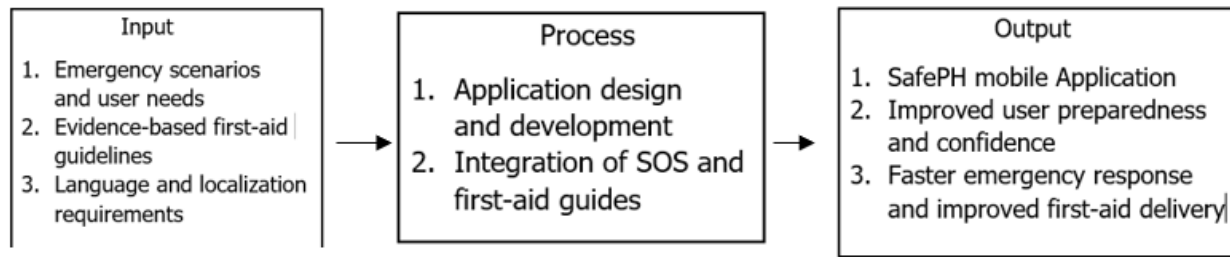 Input
1. Emergency scenarios
and user needs
2. Evidence-based first-aid
guidelines
3. Language and localization
requirements
Process
1. Application design
and development
2. Integration of SOS and
first-aid guides
Output
1. SafePH mobile Application
2. Improved user preparedness
and confidence
3. Faster emergency response
and improved first-aid delivery